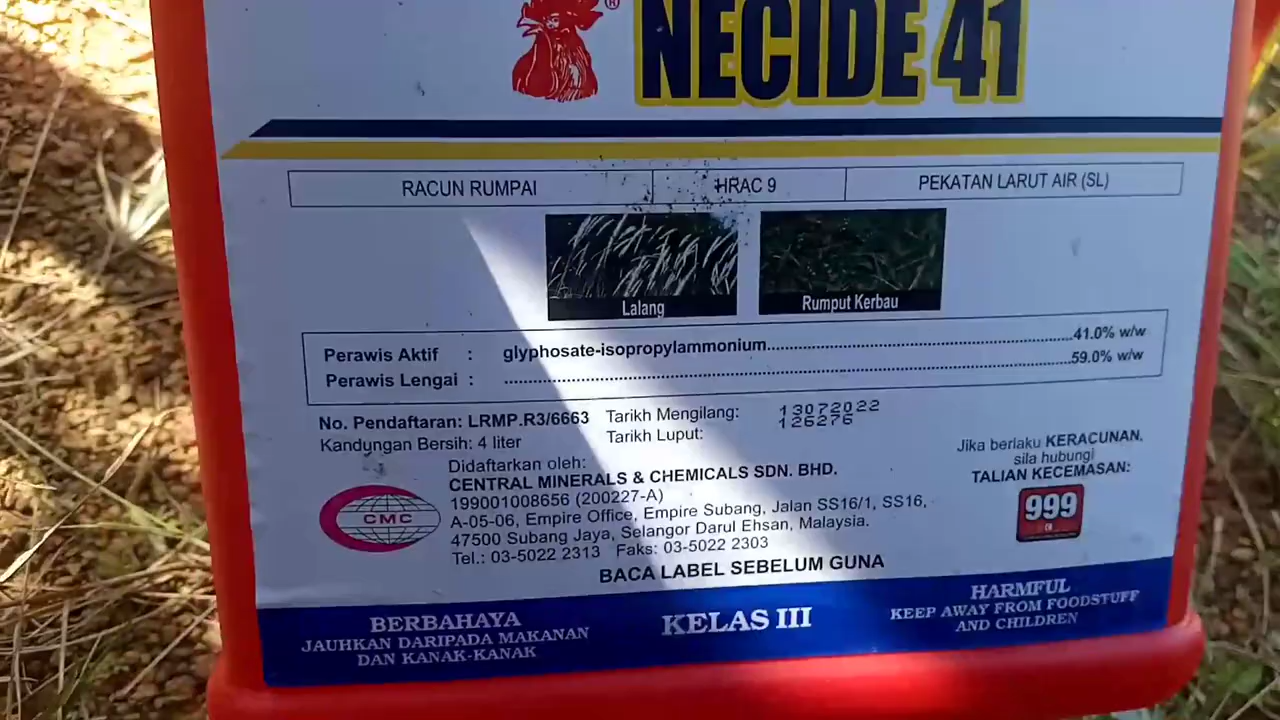 ®
NECIDE 41
RACUN RUMPAI HRAC 9 PEKATAN LARUT AIR (SL)
Lalang Rumput Kerbau
Perawis Aktif : glyphosate-isopropylammonium 41.0% w/w
Perawis Lengai : 59.0% w/w
No. Pendaftaran: LRMP.R3/6663 Tarikh Mengilang: 13072022
Kandungan Bersih: 4 liter Tarikh Luput: 126276
Didaftarkan oleh:
CENTRAL MINERALS & CHEMICALS SDN. BHD.
199001008656 (200227-A)
A-05-06, Empire Office, Empire Subang, Jalan SS16/1, SS16,
47500 Subang Jaya, Selangor Darul Ehsan, Malaysia.
Tel.: 03-5022 2313 Faks: 03-5022 2303
CMC
Jika berlaku KERACUNAN,
sila hubungi
TALIAN KECEMASAN:
999
BACA LABEL SEBELUM GUNA
BERBAHAYA
JAUHKAN DARIPADA MAKANAN
DAN KANAK-KANAK
KELAS III
HARMFUL
KEEP AWAY FROM FOODSTUFF
AND CHILDREN